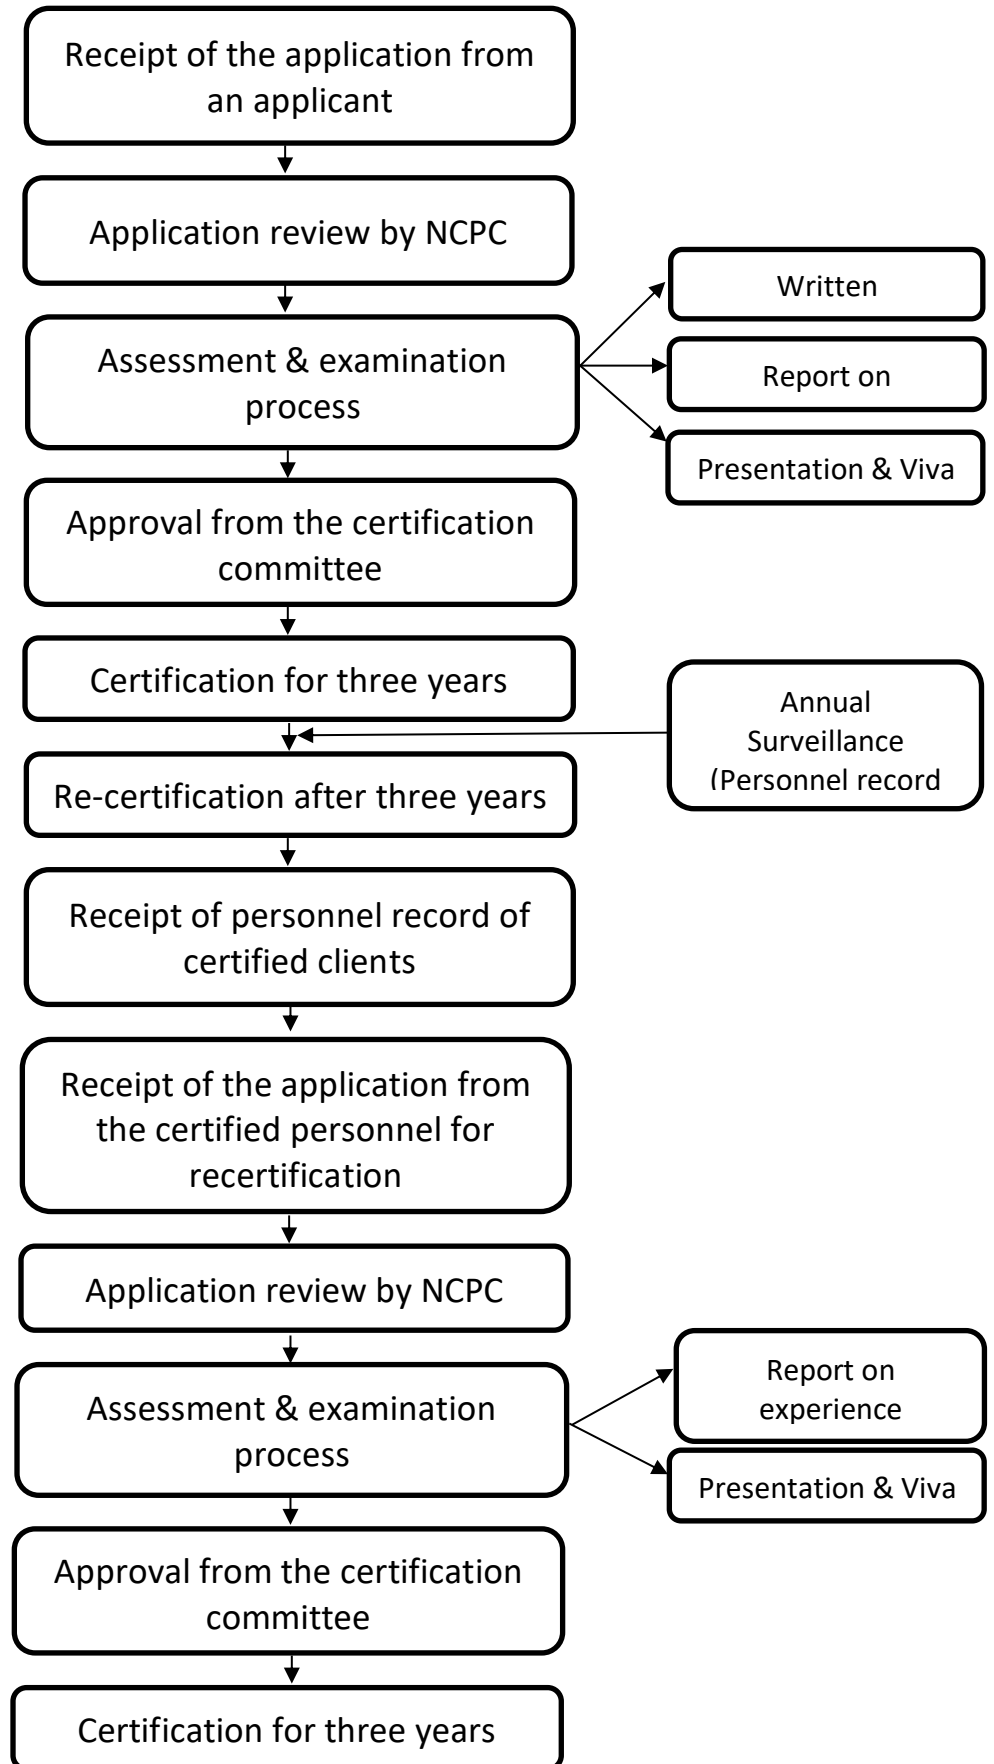 Receipt of the application from
an applicant
Application review by NCPC
Assessment & examination
process
Written
Report on
Presentation & Viva
Approval from the certification
committee
Certification for three years
Annual
Surveillance
(Personnel record
Re-certification after three years
Receipt of personnel record of
certified clients
Receipt of the application from
the certified personnel for
recertification
Application review by NCPC
Assessment & examination
process
Report on
experience
Presentation & Viva
Approval from the certification
committee
Certification for three years